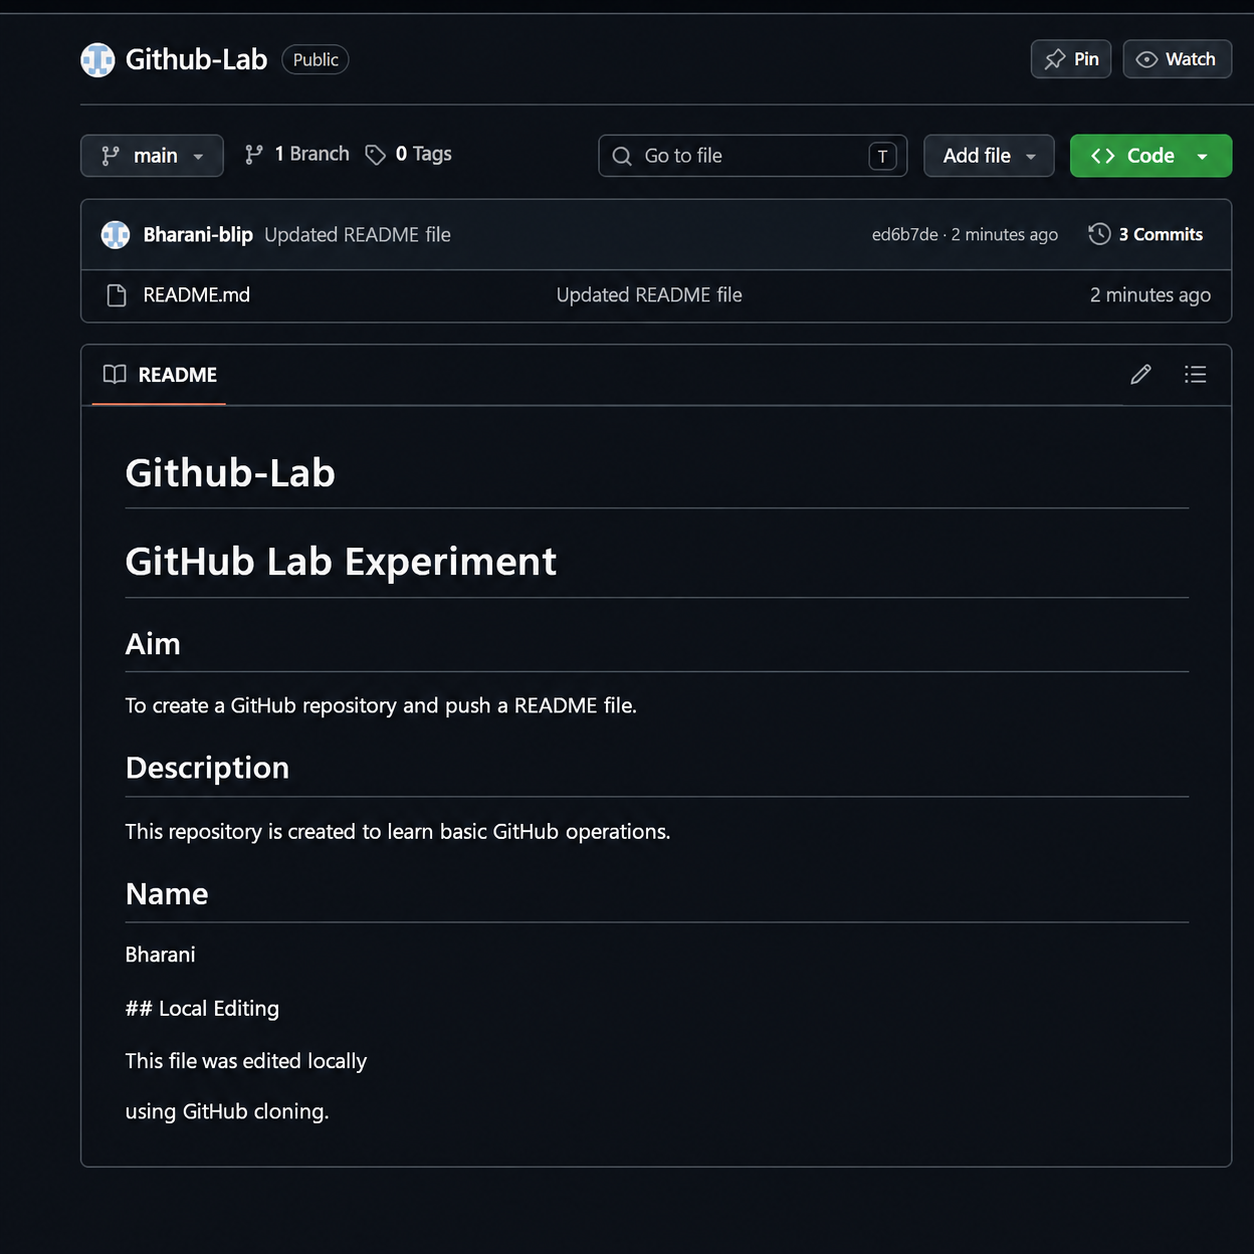 Github-Lab Public Pin Watch
main 1 Branch 0 Tags Go to file T Add file Code
Bharani-blip Updated README file ed6b7de · 2 minutes ago 3 Commits
README.md Updated README file 2 minutes ago
README
Github-Lab
GitHub Lab Experiment
Aim
To create a GitHub repository and push a README file.
Description
This repository is created to learn basic GitHub operations.
Name
Bharani
## Local Editing
This file was edited locally
using GitHub cloning.